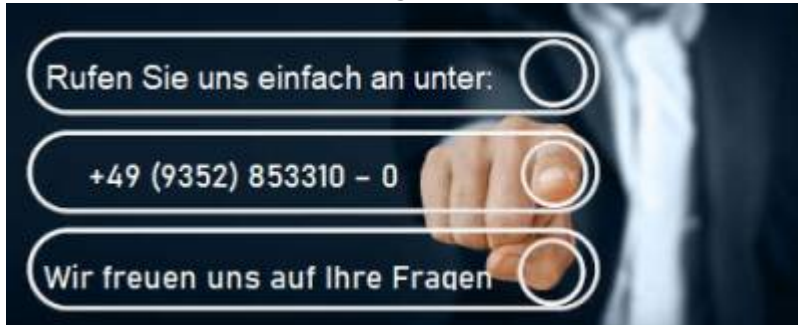 Rufen Sie uns einfach an unter:
+49 (9352) 853310 – 0
Wir freuen uns auf Ihre Fragen